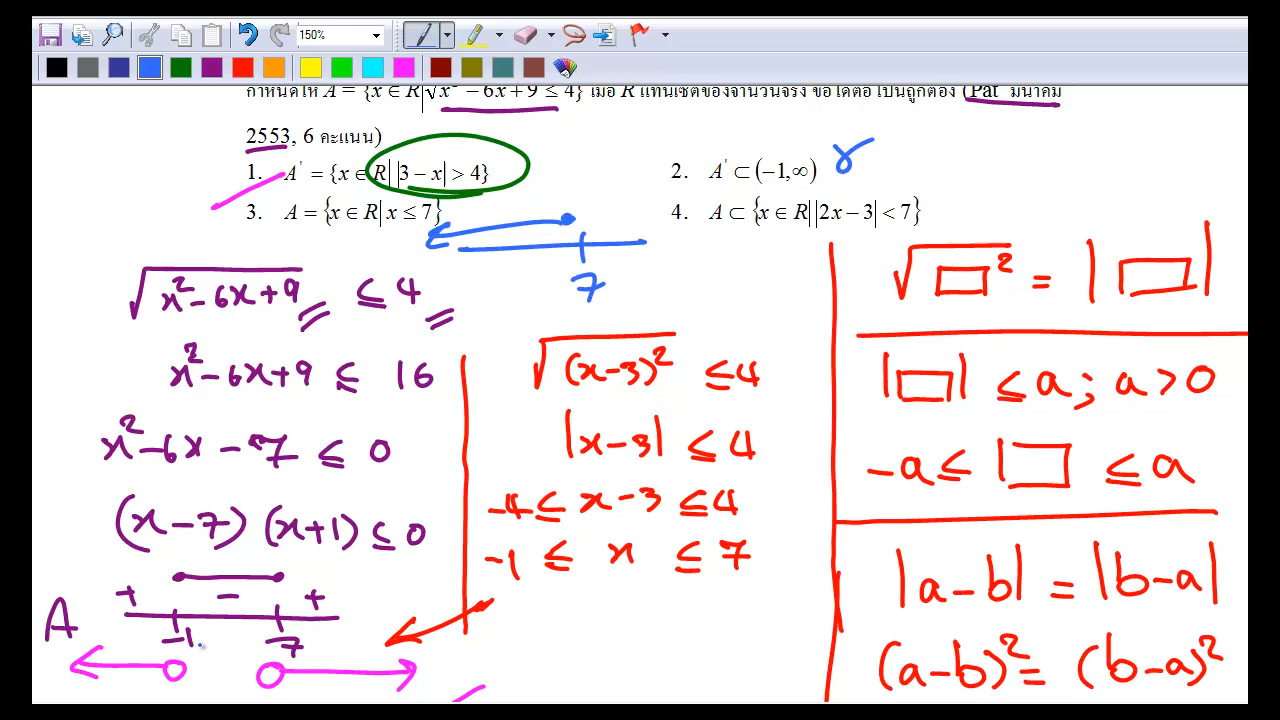 150%
กำหนดให้ A = {x ∈ R|√x² − 6x + 9 ≤ 4} เมื่อ R แทนเซตของจำนวนจริง ข้อใดต่อไปนี้ถูกต้อง (Pat มีนาคม
2553, 6 คะแนน)
1. A' = {x ∈ R| |3 − x| > 4}
2. A' ⊂ (−1,∞)
3. A = {x ∈ R| x ≤ 7}
4. A ⊂ {x ∈ R| |2x − 3| < 7}
7
√x²-6x+9 ≤ 4
x²-6x+9 ≤ 16
x²-6x-7 ≤ 0
(x-7)(x+1) ≤ 0
+ - +
A
-1 7
√(x-3)² ≤ 4
|x-3| ≤ 4
-4 ≤ x-3 ≤ 4
-1 ≤ x ≤ 7
√□² = |□|
|□| ≤ a; a > 0
-a ≤ |□ ≤ a
|a-b| = |b-a|
(a-b)² = (b-a)²